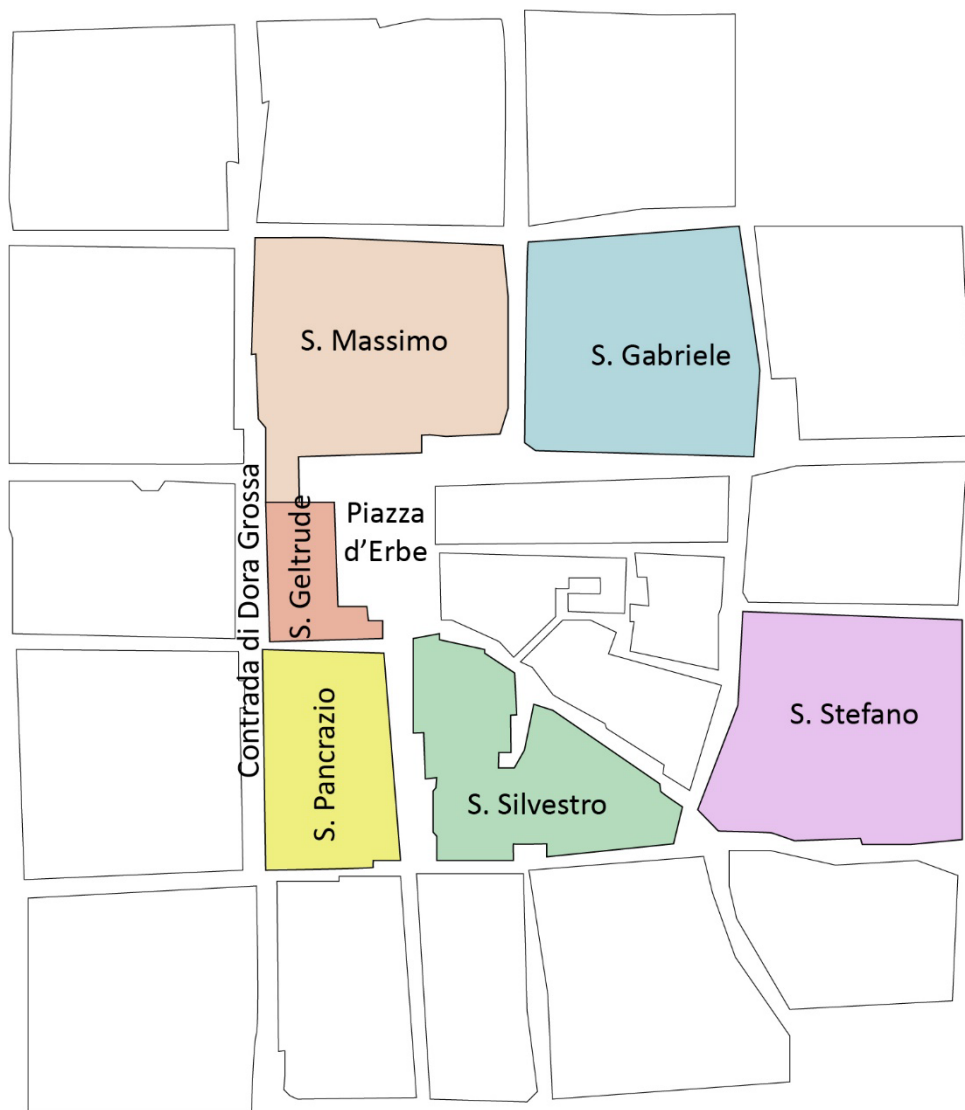 S. Massimo
S. Gabriele
Contrada di Dora Grossa
S. Geltrude
Piazza
d'Erbe
S. Pancrazio
S. Silvestro
S. Stefano